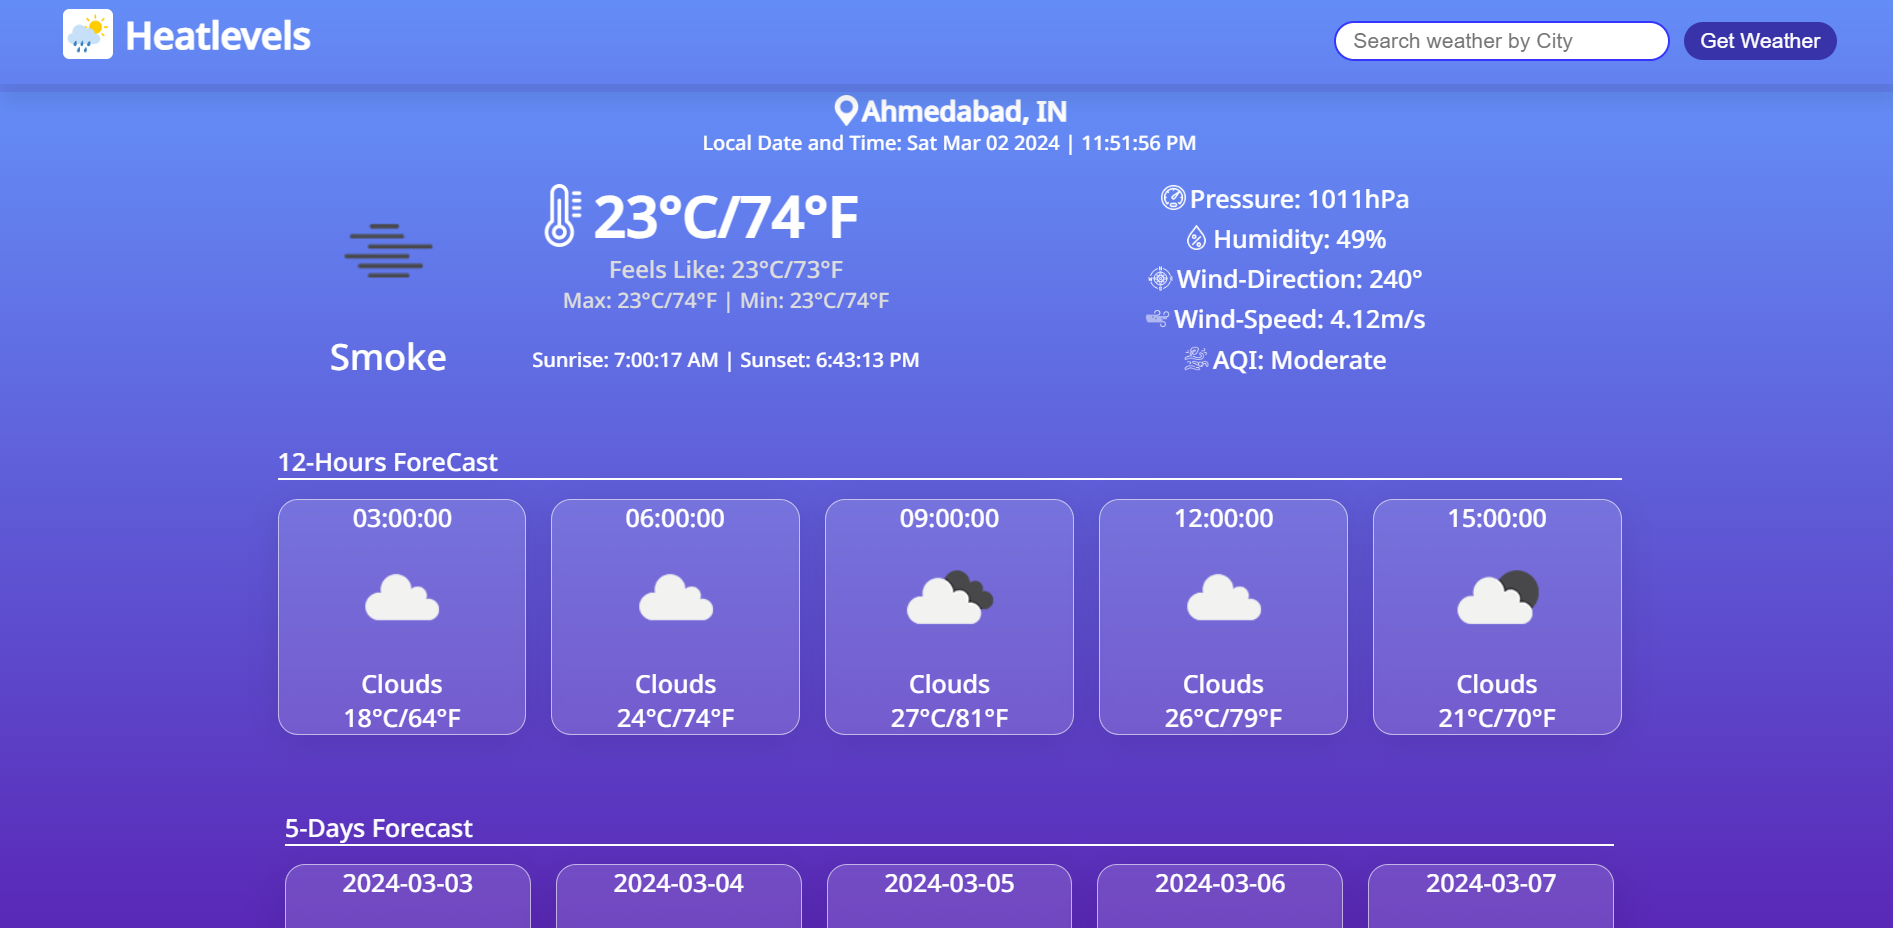 Heatlevels
Search weather by City
Get Weather
Ahmedabad, IN
Local Date and Time: Sat Mar 02 2024 | 11:51:56 PM
23°C/74°F
Feels Like: 23°C/73°F
Max: 23°C/74°F | Min: 23°C/74°F
Smoke
Sunrise: 7:00:17 AM | Sunset: 6:43:13 PM
Pressure: 1011hPa
Humidity: 49%
Wind-Direction: 240°
Wind-Speed: 4.12m/s
AQI: Moderate
12-Hours ForeCast
03:00:00
Clouds
18°C/64°F
06:00:00
Clouds
24°C/74°F
09:00:00
Clouds
27°C/81°F
12:00:00
Clouds
26°C/79°F
15:00:00
Clouds
21°C/70°F
5-Days Forecast
2024-03-03
2024-03-04
2024-03-05
2024-03-06
2024-03-07